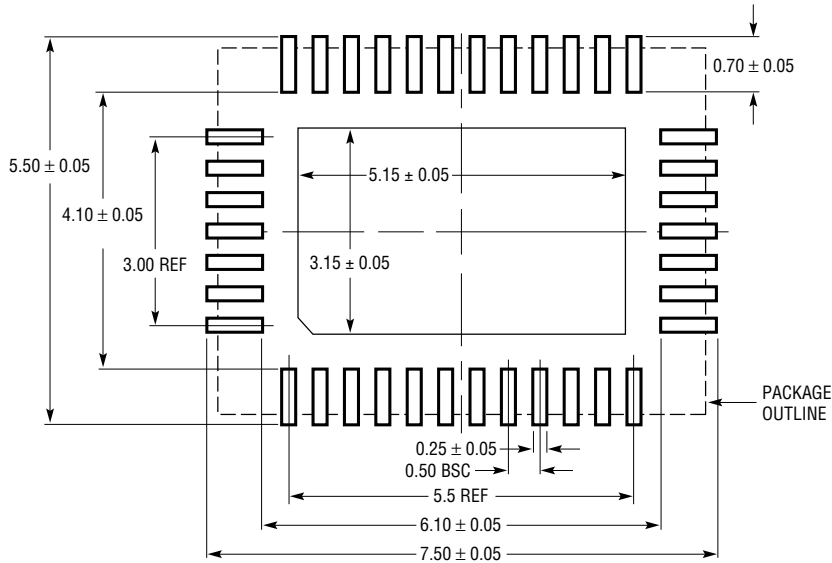 0.70 ± 0.05
5.50 ± 0.05
5.15 ± 0.05
4.10 ± 0.05
3.00 REF
3.15 ± 0.05
PACKAGE
OUTLINE
0.25 ± 0.05
0.50 BSC
5.5 REF
6.10 ± 0.05
7.50 ± 0.05